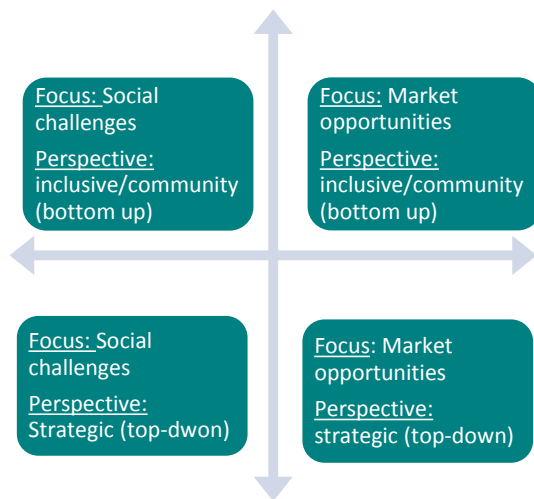 Focus: Social
challenges
Perspective:
inclusive/community
(bottom up)
Focus: Market
opportunities
Perspective:
inclusive/community
(bottom up)
Focus: Social
challenges
Perspective:
Strategic (top-dwon)
Focus: Market
opportunities
Perspective:
strategic (top-down)